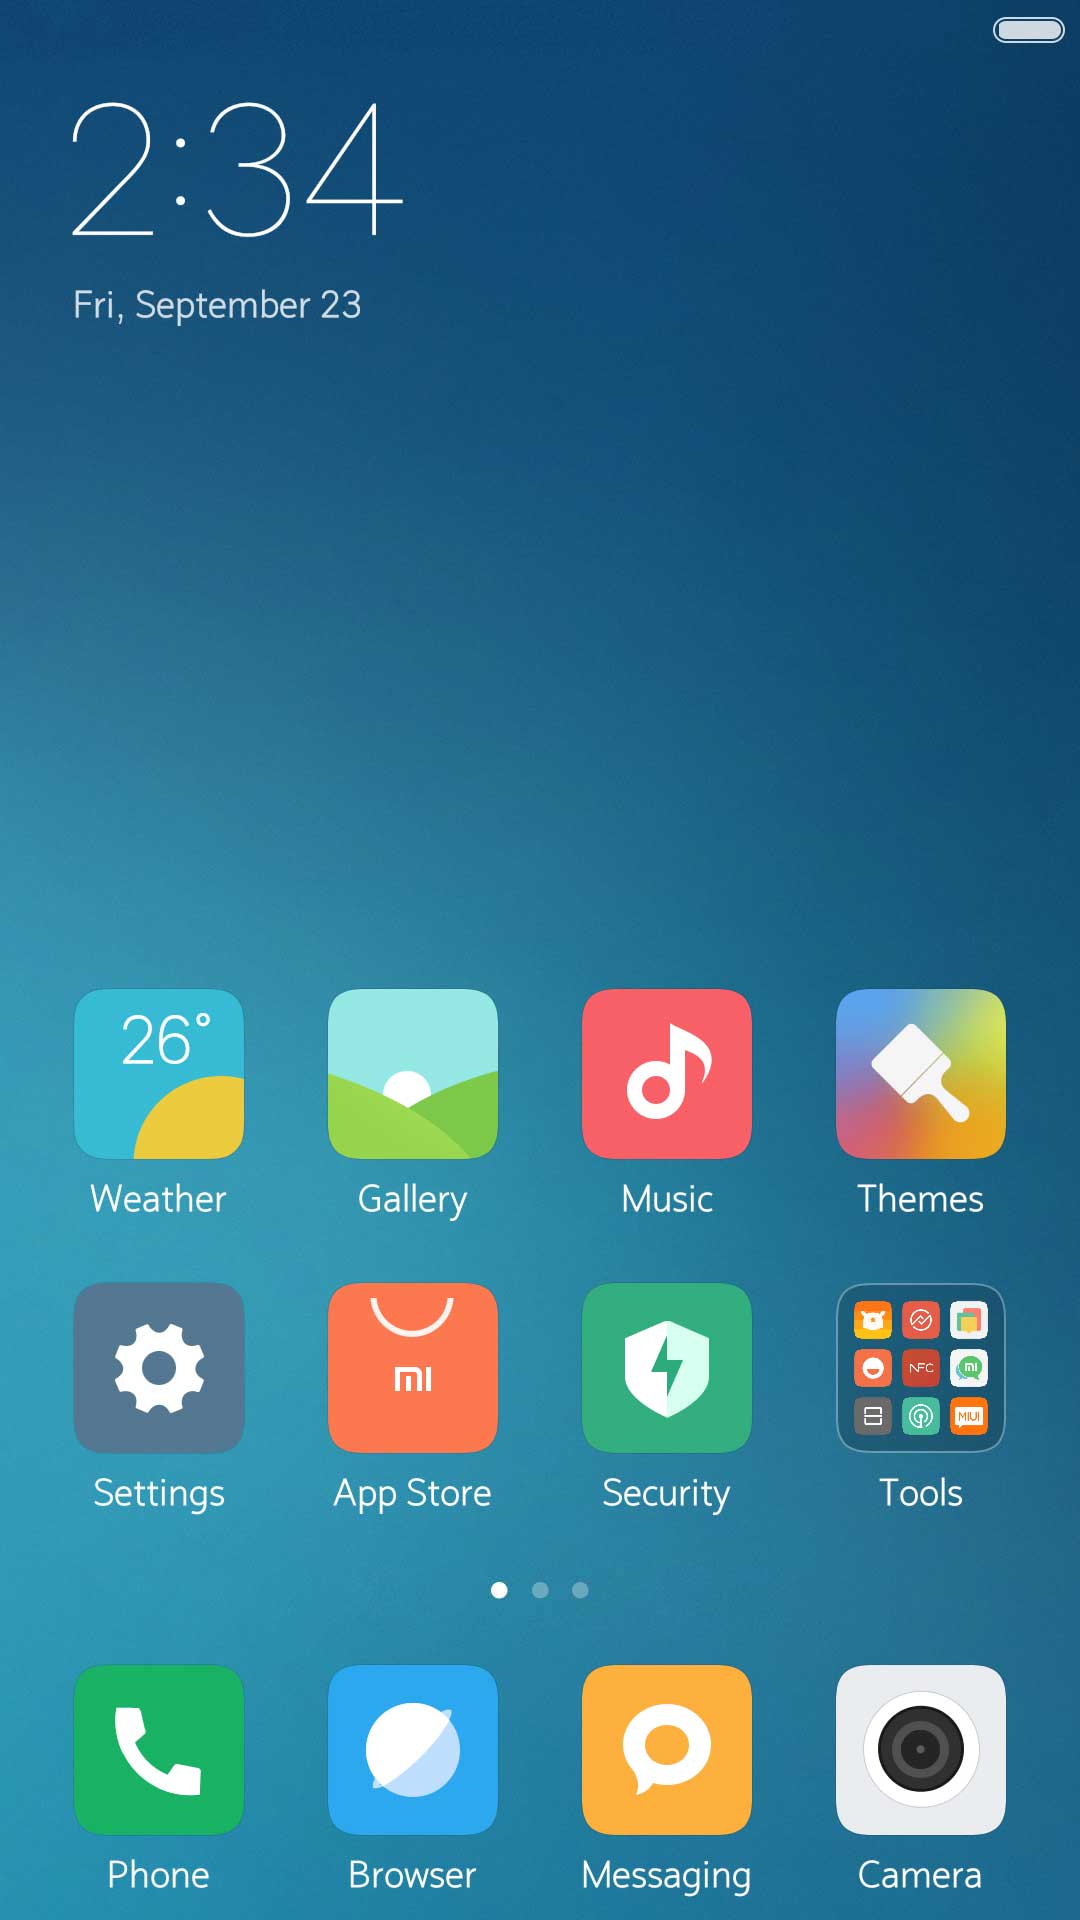 2:34
Fri, September 23
26°
Weather
Gallery
Music
Themes
mi
NFC
mi
MIUI
Settings
App Store
Security
Tools
Phone
Browser
Messaging
Camera